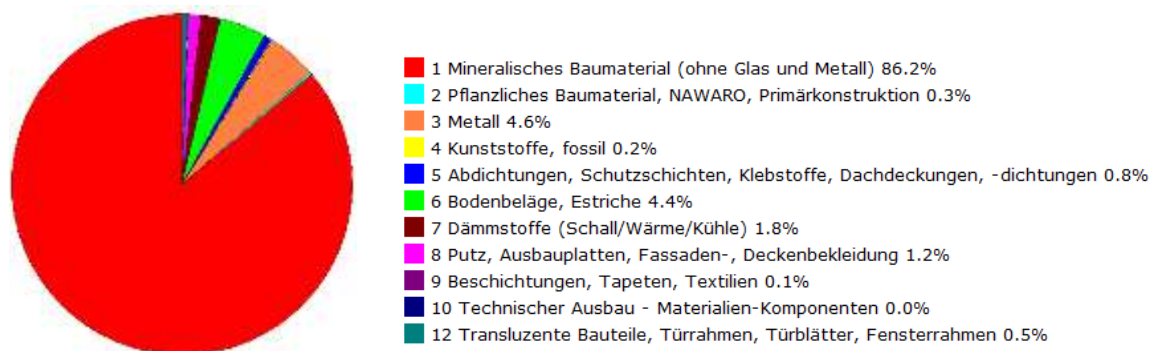 1 Mineralisches Baumaterial (ohne Glas und Metall) 86.2%
2 Pflanzliches Baumaterial, NAWARO, Primärkonstruktion 0.3%
3 Metall 4.6%
4 Kunststoffe, fossil 0.2%
5 Abdichtungen, Schutzschichten, Klebstoffe, Dachdeckungen, -dichtungen 0.8%
6 Bodenbeläge, Estriche 4.4%
7 Dämmstoffe (Schall/Wärme/Kühle) 1.8%
8 Putz, Ausbauplatten, Fassaden-, Deckenbekleidung 1.2%
9 Beschichtungen, Tapeten, Textilien 0.1%
10 Technischer Ausbau - Materialien-Komponenten 0.0%
12 Transluzente Bauteile, Türrahmen, Türblätter, Fensterrahmen 0.5%